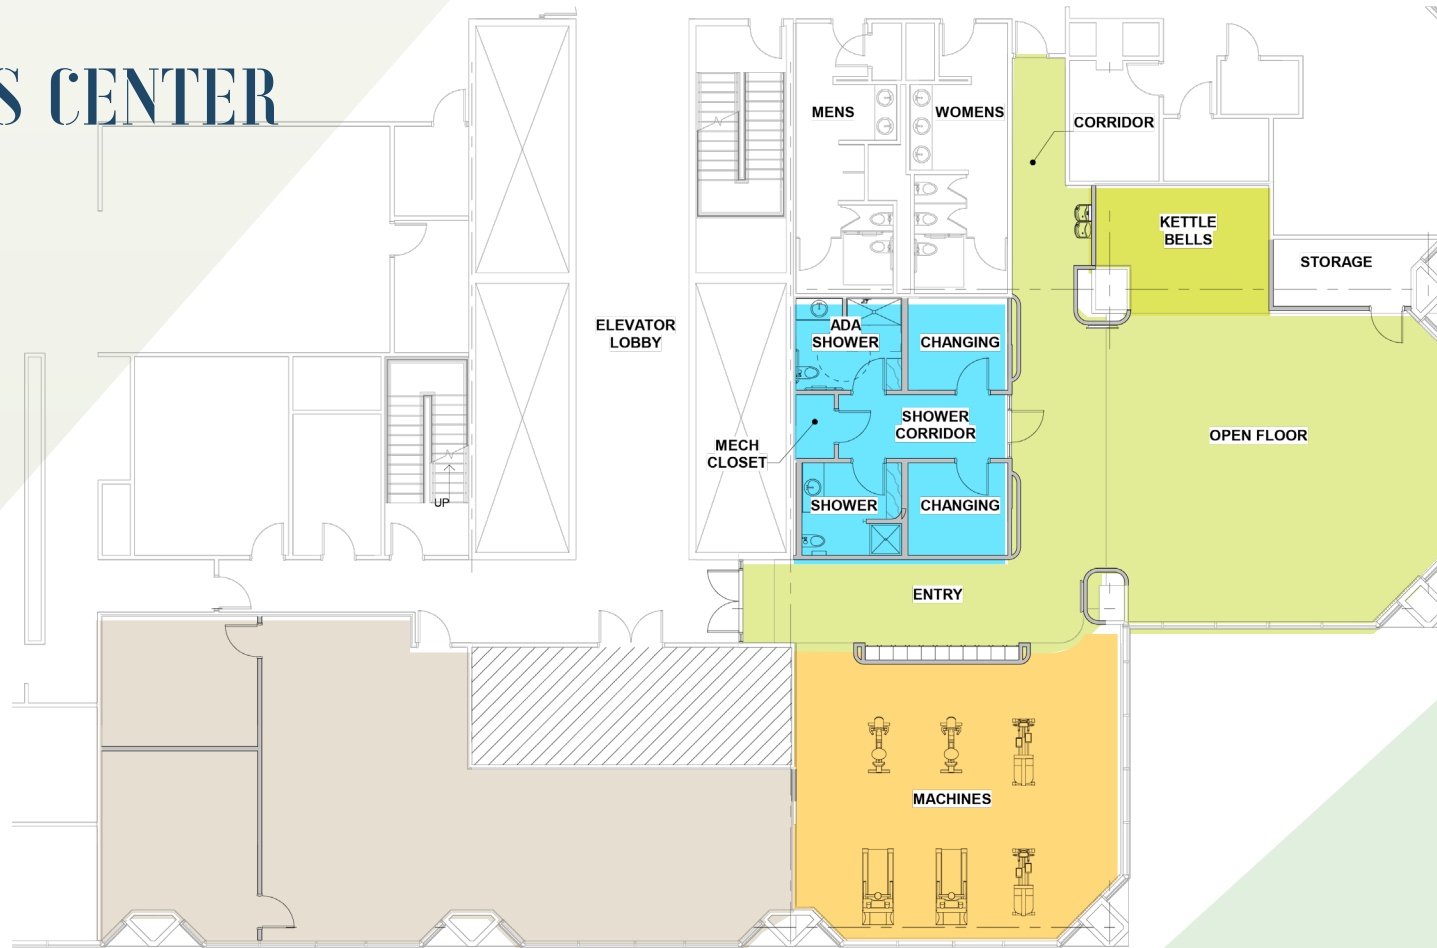 S CENTER
MENS
WOMENS
CORRIDOR
KETTLE
BELLS
STORAGE
ELEVATOR
LOBBY
ADA
SHOWER
CHANGING
SHOWER
CORRIDOR
OPEN FLOOR
MECH
CLOSET
UP
SHOWER
CHANGING
ENTRY
MACHINES